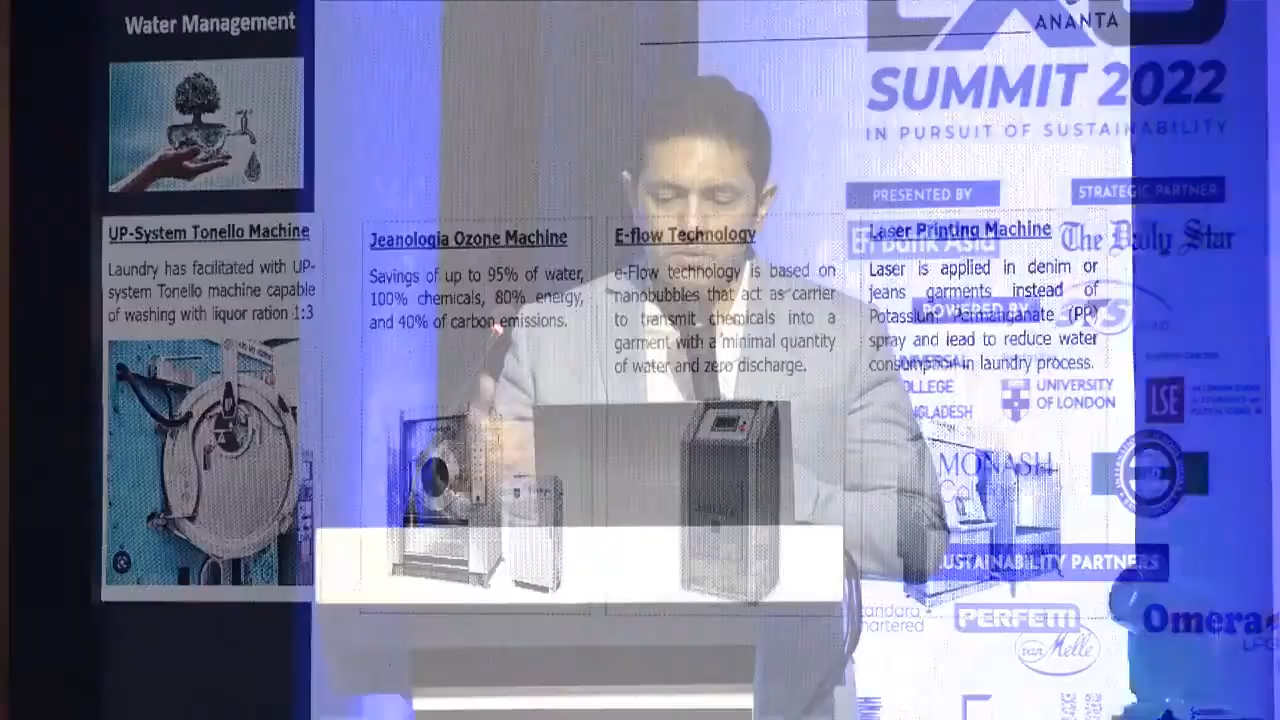 Water Management
ANANTA
SUMMIT 2022
IN PURSUIT OF SUSTAINABILITY
PRESENTED BY
STRATEGIC PARTNER
Bank Asia
The Daily Star
UP-System Tonello Machine
Laundry has facilitated with UP-
system Tonello machine capable
of washing with liquor ration 1:3
Jeanologia Ozone Machine
Savings of up to 95% of water,
100% chemicals, 80% energy,
and 40% of carbon emissions.
E-flow Technology
e-Flow technology is based on
nanobubbles that act as carrier
to transmit chemicals into a
garment with a minimal quantity
of water and zero discharge.
Laser Printing Machine
Laser is applied in denim or
jeans garments instead of
Potassium Permanganate (PP)
spray and lead to reduce water
consumption in laundry process.
POWERED BY
UNIVERSAL
UNIVERSITY
OF LONDON
LSE
MONASH
PARTNERS
PERFETTI
van Melle
Omera